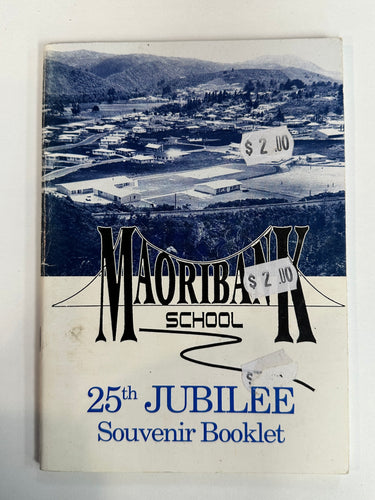 $ 2 .00
MAORIBANK
$ 2 .00
SCHOOL
$
25th JUBILEE
Souvenir Booklet